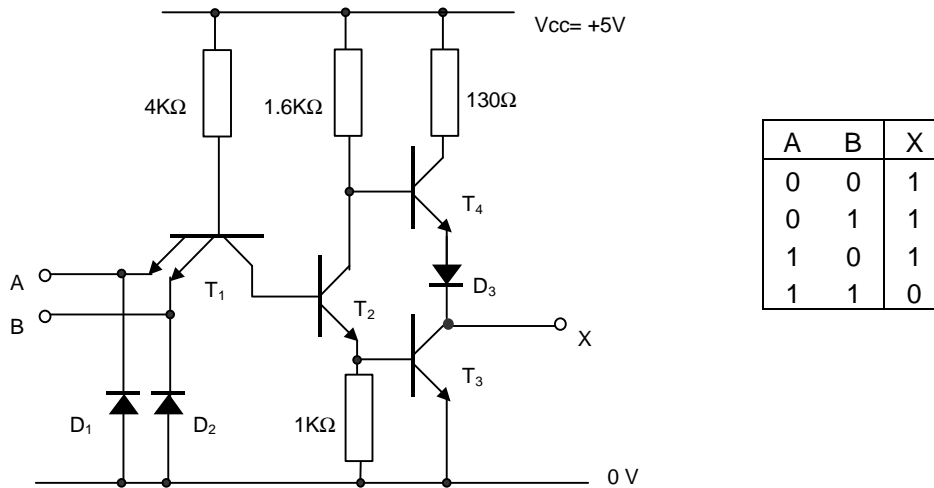 Vcc= +5V
4KΩ
1.6KΩ
130Ω
A B X
0 0 1
0 1 1
1 0 1
1 1 0
T4
A
T1
D3
B
T2
X
T3
D1
D2
1KΩ
0 V